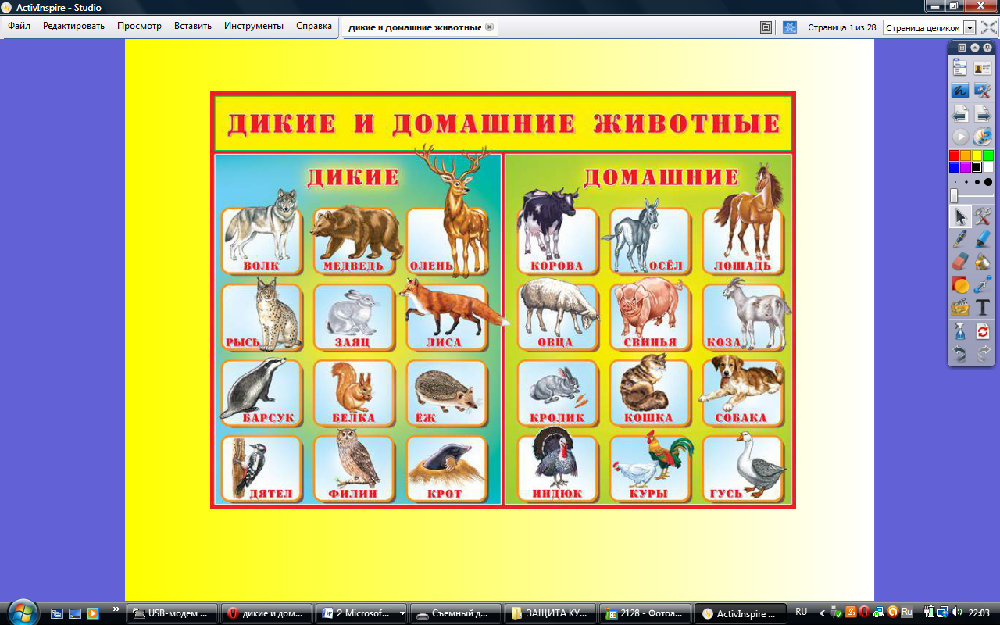 ActivInspire - Studio
Файл Редактировать Просмотр Вставить Инструменты Справка
дикие и домашние животные
Страница 1 из 28
Страница целиком
ДИКИЕ И ДОМАШНИЕ ЖИВОТНЫЕ
ДИКИЕ
ВОЛК МЕДВЕДЬ ОЛЕНЬ
РЫСЬ ЗАЯЦ ЛИСА
БАРСУК БЕЛКА ЁЖ
ДЯТЕЛ ФИЛИН КРОТ
ДОМАШНИЕ
КОРОВА ОСЁЛ ЛОШАДЬ
ОВЦА СВИНЬЯ КОЗА
КРОЛИК КОШКА СОБАКА
ИНДЮК КУРЫ ГУСЬ
USB-модем ... дикие и дом... 2 Microsof... Съемный д... ЗАЩИТА КУ... 2128 - Фотоа... ActivInspire ... RU Ru 22:03